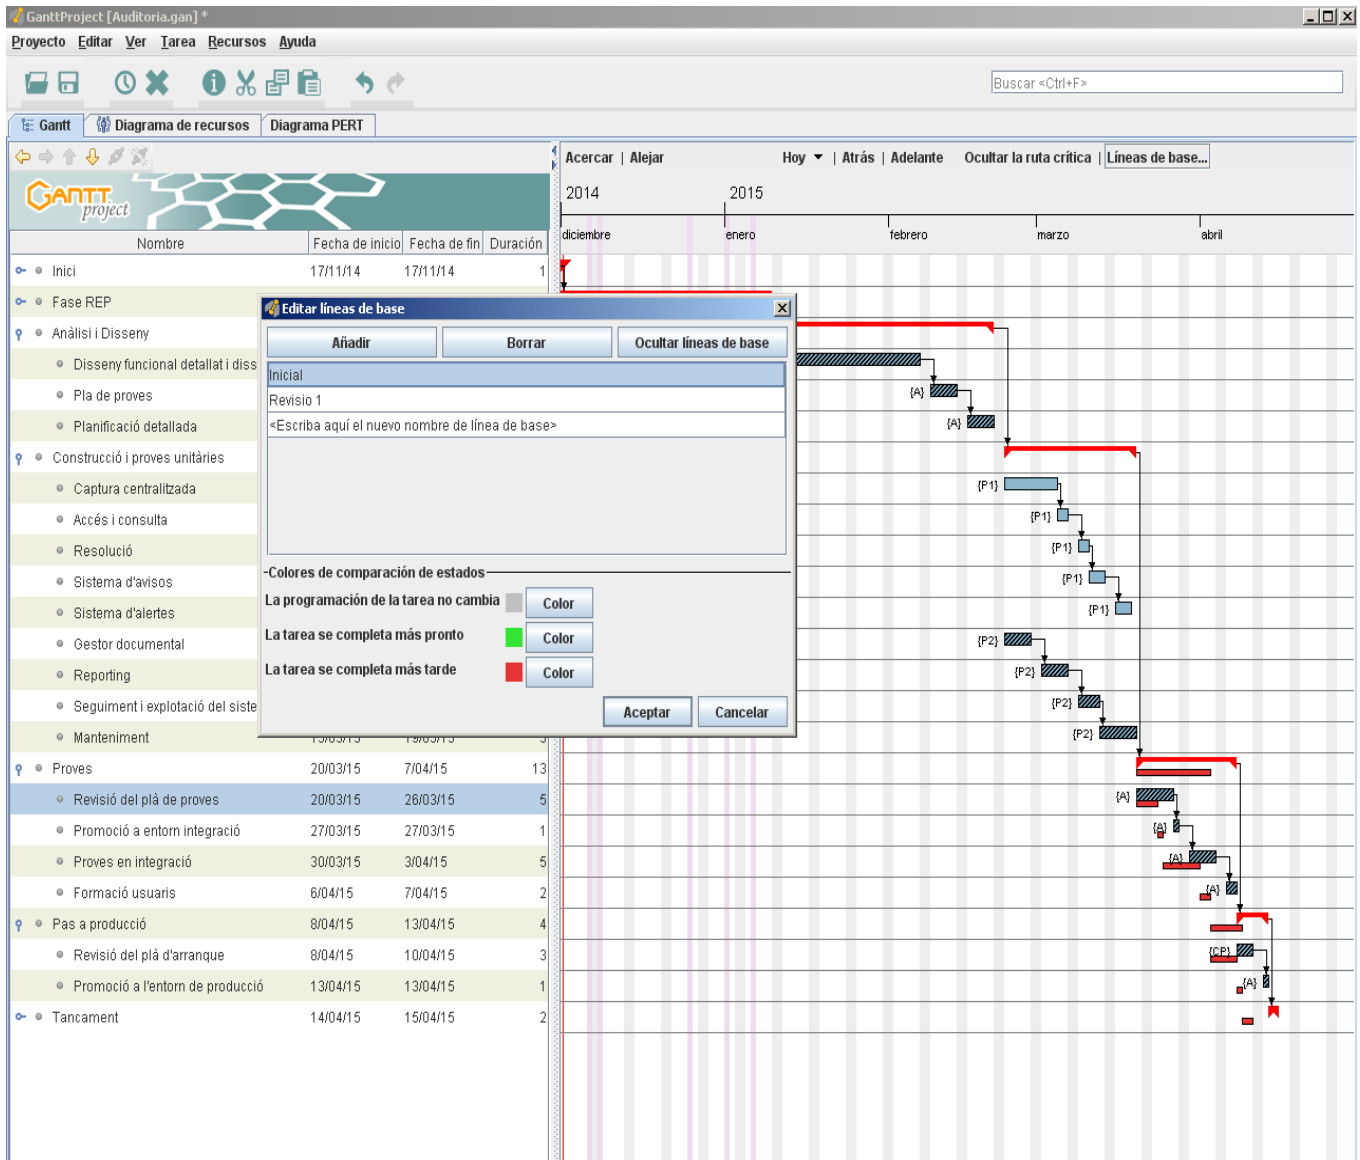 GanttProject [Auditoria.gan] *
Proyecto Editar Ver Tarea Recursos Ayuda
Buscar <Ctrl+F>
Gantt Diagrama de recursos Diagrama PERT
Acercar | Alejar Hoy | Atrás | Adelante Ocultar la ruta crítica | Líneas de base...
GANTT project
2014 2015
diciembre enero febrero marzo abril
Nombre Fecha de inicio Fecha de fin Duración
Inici 17/11/14 17/11/14 1
Fase REP
Anàlisi i Disseny
Disseny funcional detallat i diss
Pla de proves
{A}
Planificació detallada
{A}
Construcció i proves unitàries
Captura centralitzada
{P1}
Accés i consulta
{P1}
Resolució
{P1}
Sistema d'avisos
{P1}
Sistema d'alertes
{P1}
Gestor documental
{P2}
Reporting
{P2}
Seguiment i explotació del siste
{P2}
Manteniment
{P2}
Proves 20/03/15 7/04/15 13
Revisió del plà de proves 20/03/15 26/03/15 5
{A}
Promoció a entorn integració 27/03/15 27/03/15 1
{A}
Proves en integració 30/03/15 3/04/15 5
{A}
Formació usuaris 6/04/15 7/04/15 2
{A}
Pas a producció 8/04/15 13/04/15 4
Revisió del plà d'arranque 8/04/15 10/04/15 3
{CP}
Promoció a l'entorn de producció 13/04/15 13/04/15 1
{A}
Tancament 14/04/15 15/04/15 2
Editar líneas de base
Añadir Borrar Ocultar líneas de base
Inicial
Revisio 1
<Escriba aquí el nuevo nombre de línea de base>
Colores de comparación de estados
La programación de la tarea no cambia Color
La tarea se completa más pronto Color
La tarea se completa más tarde Color
Aceptar Cancelar